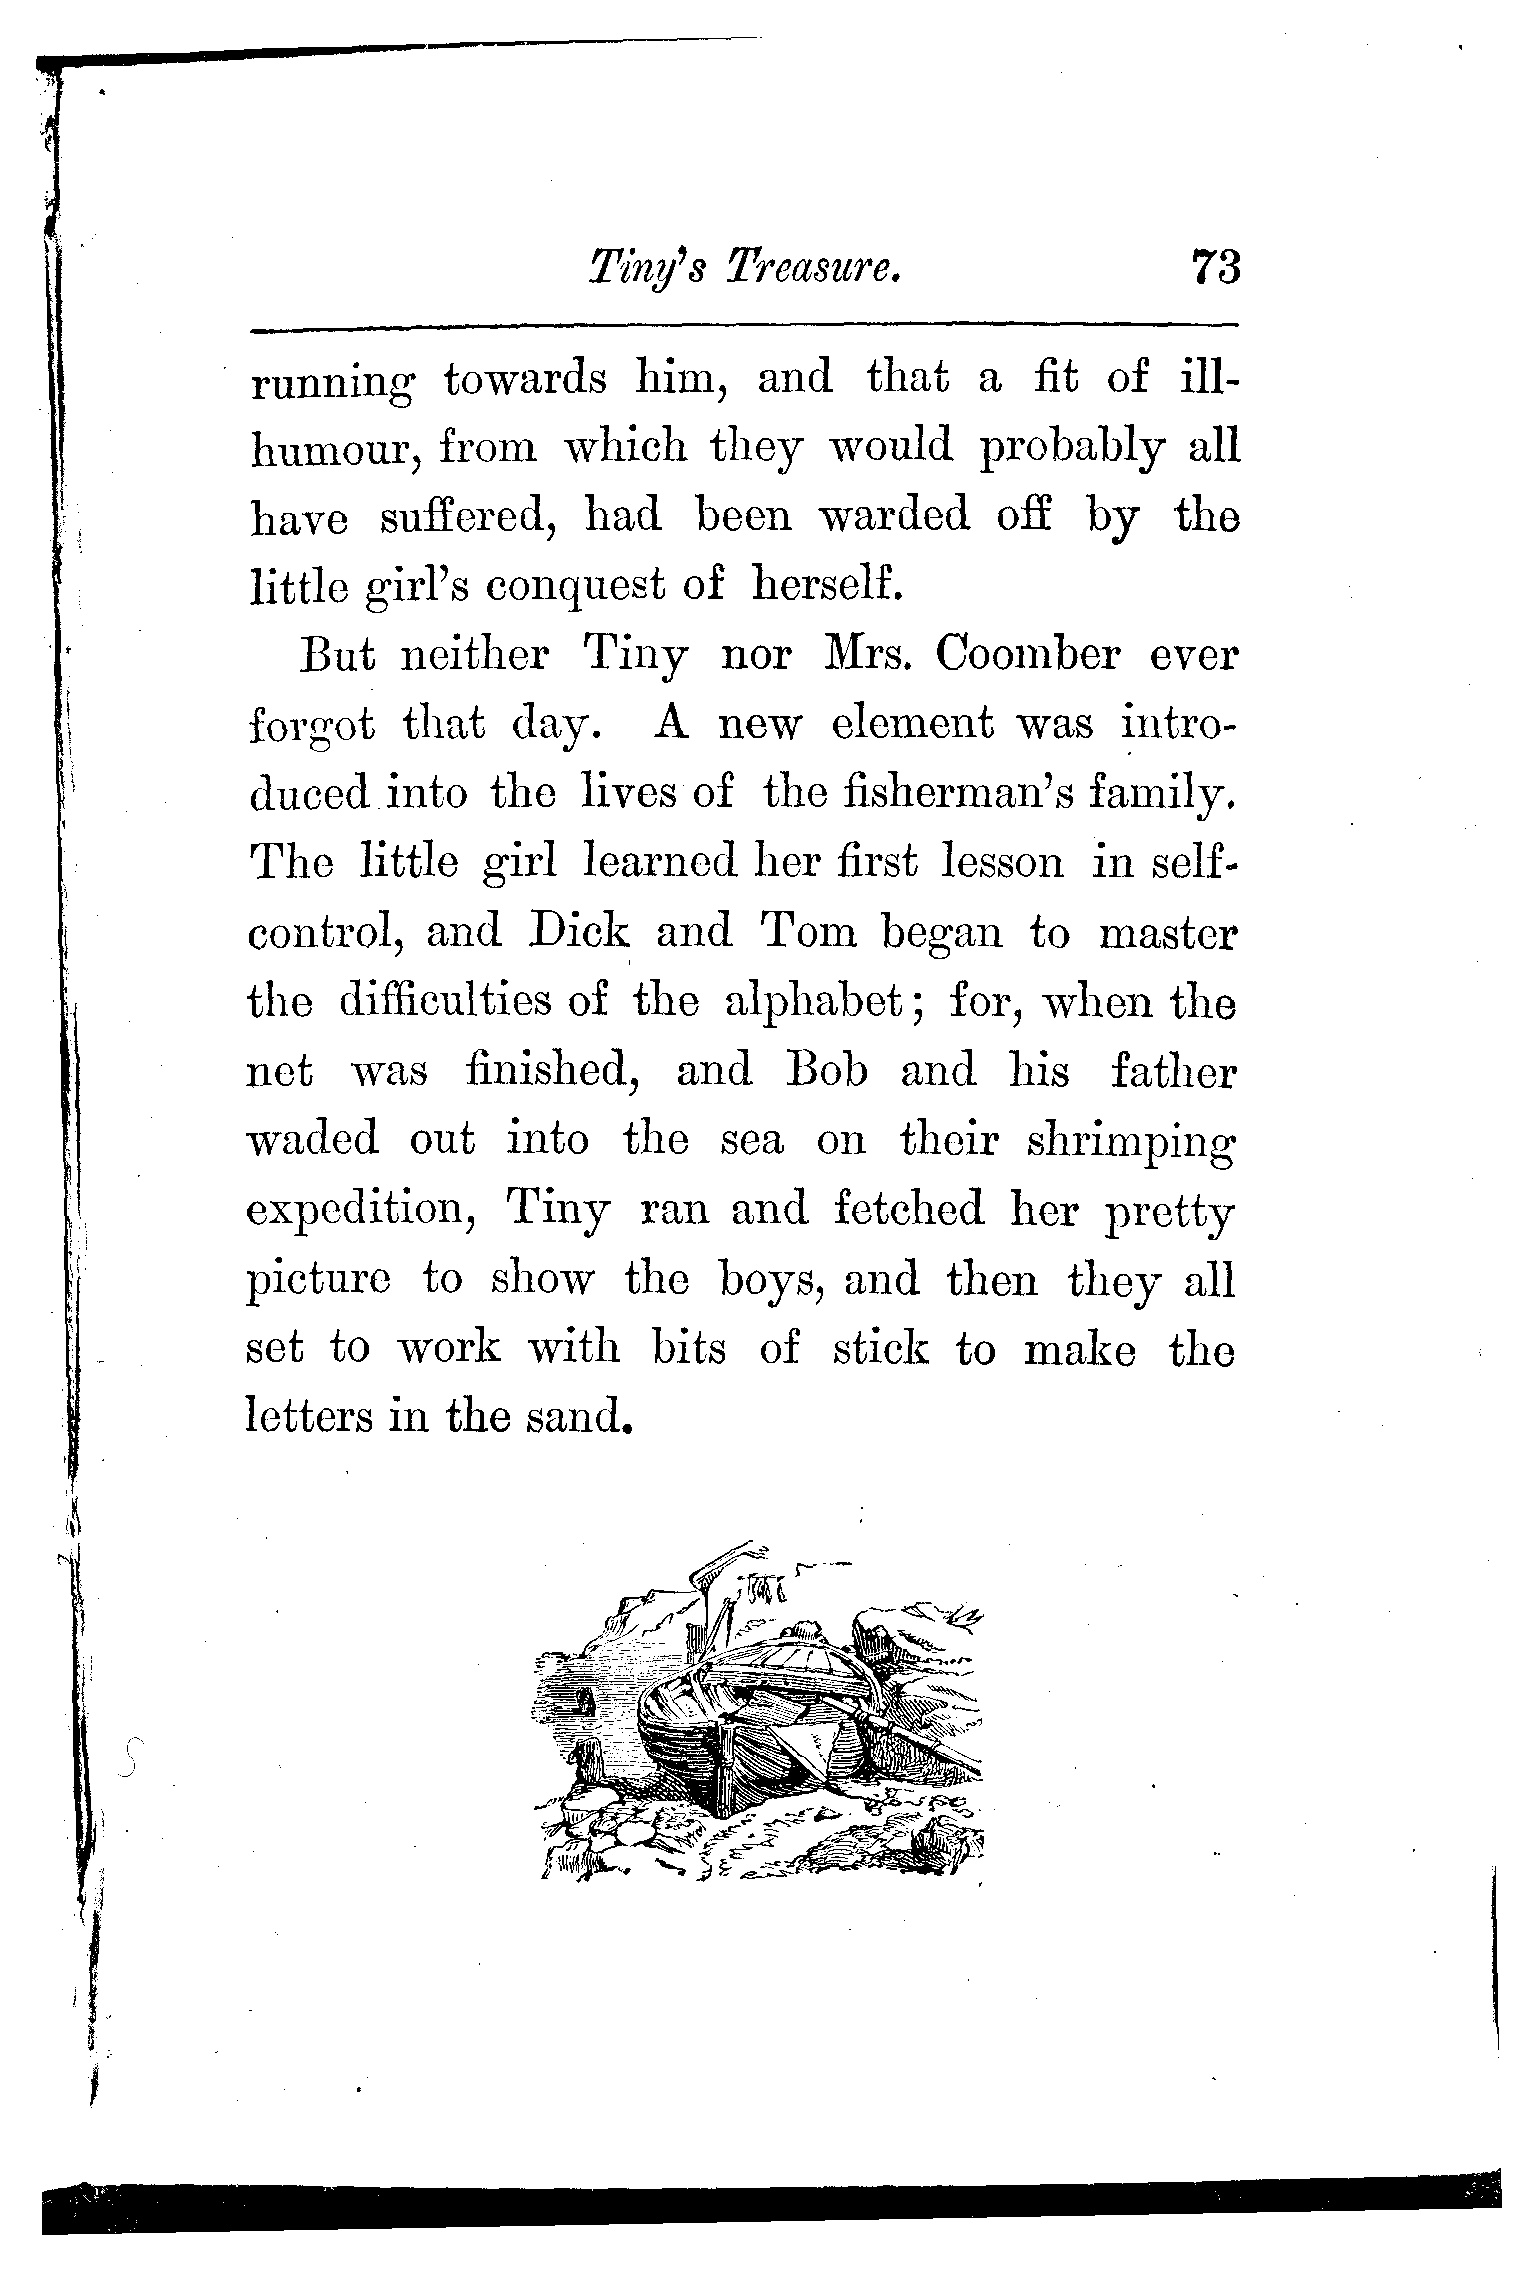 Tiny's Treasure. 73
running towards him, and that a fit of ill-
humour, from which they would probably all
have suffered, had been warded off by the
little girl's conquest of herself.
But neither Tiny nor Mrs. Coomber ever
forgot that day. A new element was intro-
duced into the lives of the fisherman's family.
The little girl learned her first lesson in self-
control, and Dick and Tom began to master
the difficulties of the alphabet; for, when the
net was finished, and Bob and his father
waded out into the sea on their shrimping
expedition, Tiny ran and fetched her pretty
picture to show the boys, and then they all
set to work with bits of stick to make the
letters in the sand.